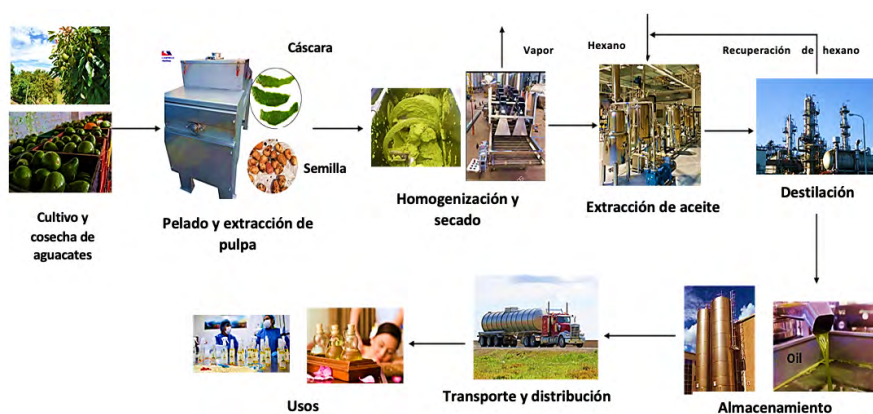 Cáscara
Semilla
Vapor
Hexano
Recuperación de hexano
Cultivo y
cosecha de
aguacates
Pelado y extracción de
pulpa
Homogenización y
secado
Extracción de aceite
Destilación
Oil
Usos
Transporte y distribución
Almacenamiento